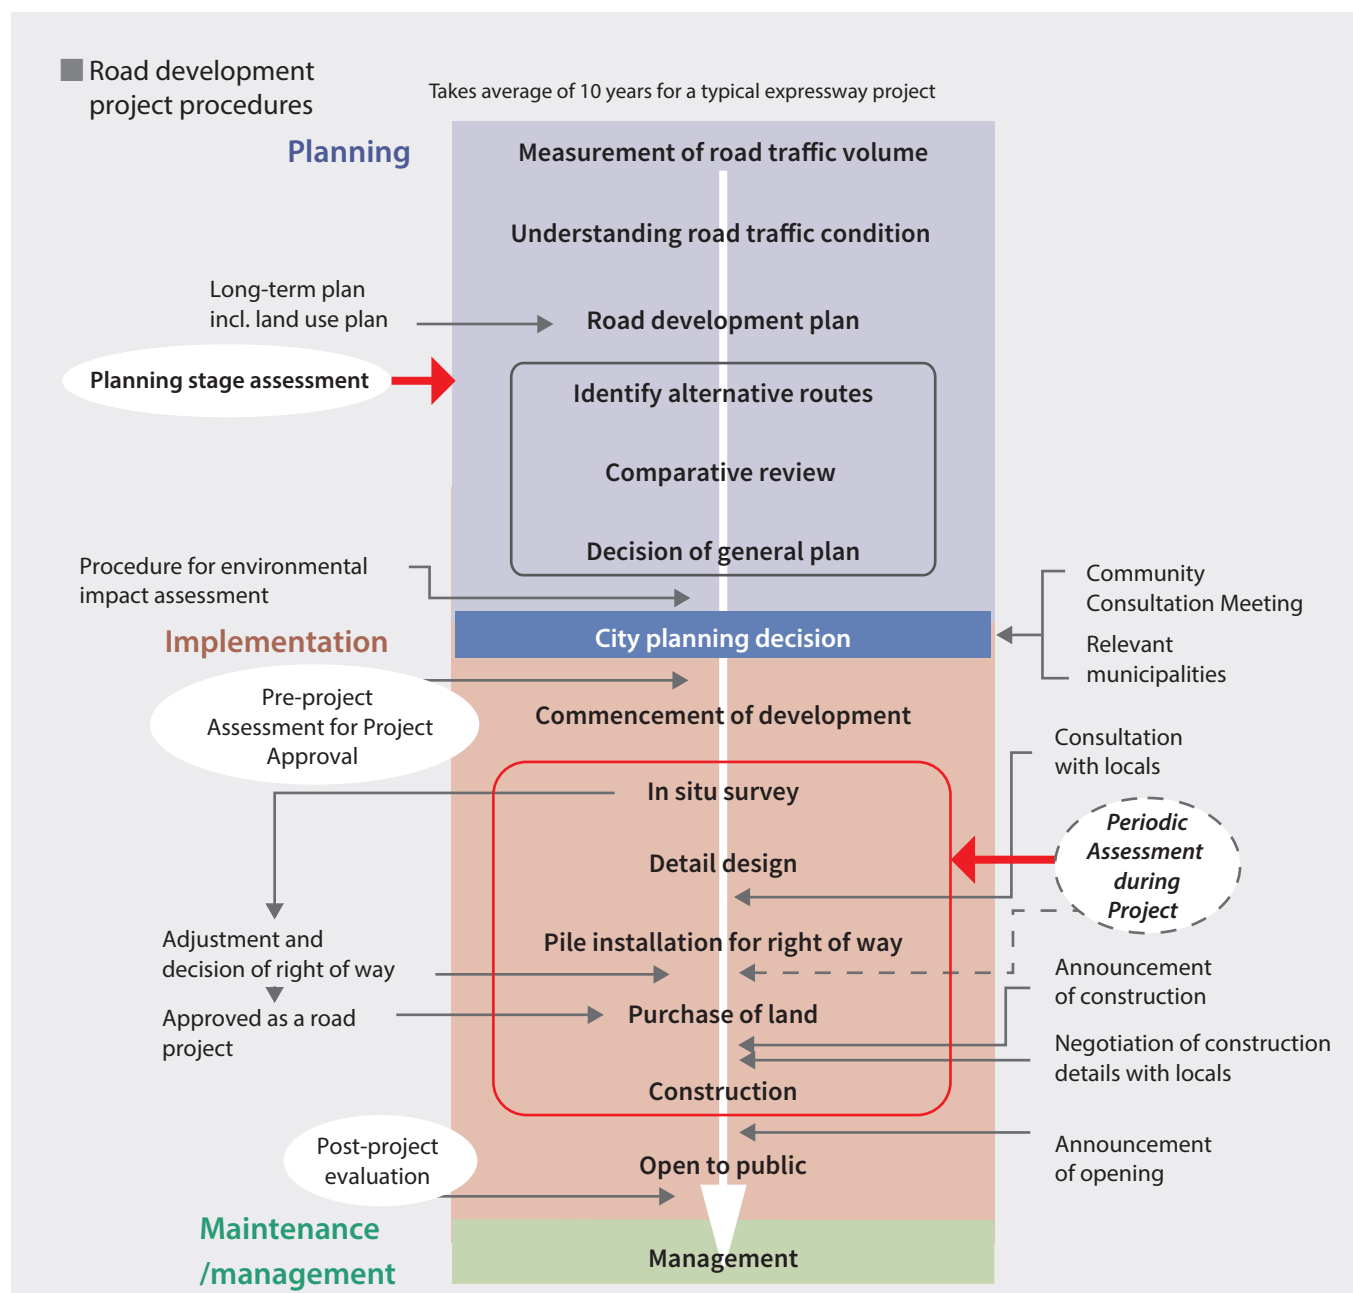 Road development
project procedures
Takes average of 10 years for a typical expressway project
Planning
Measurement of road traffic volume
Understanding road traffic condition
Long-term plan
incl. land use plan
Road development plan
Planning stage assessment
Identify alternative routes
Comparative review
Decision of general plan
Procedure for environmental
impact assessment
Community
Consultation Meeting
Relevant
municipalities
Implementation
City planning decision
Pre-project
Assessment for Project
Approval
Commencement of development
Consultation
with locals
In situ survey
Periodic
Assessment
during
Project
Detail design
Adjustment and
decision of right of way
Pile installation for right of way
Announcement
of construction
Approved as a road
project
Purchase of land
Negotiation of construction
details with locals
Construction
Post-project
evaluation
Open to public
Announcement
of opening
Maintenance
/management
Management